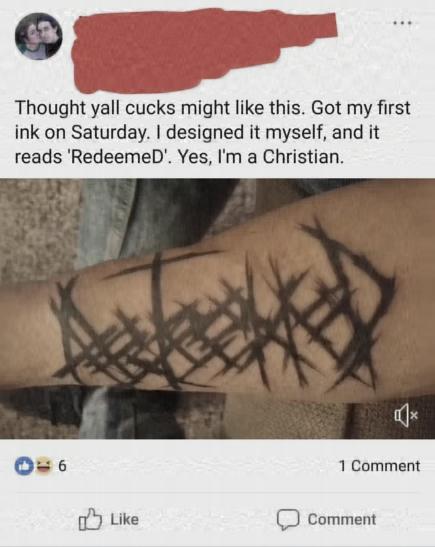 Thought yall cucks might like this. Got my first
ink on Saturday. I designed it myself, and it
reads 'RedeemeD'. Yes, I'm a Christian.
6
1 Comment
Like
Comment